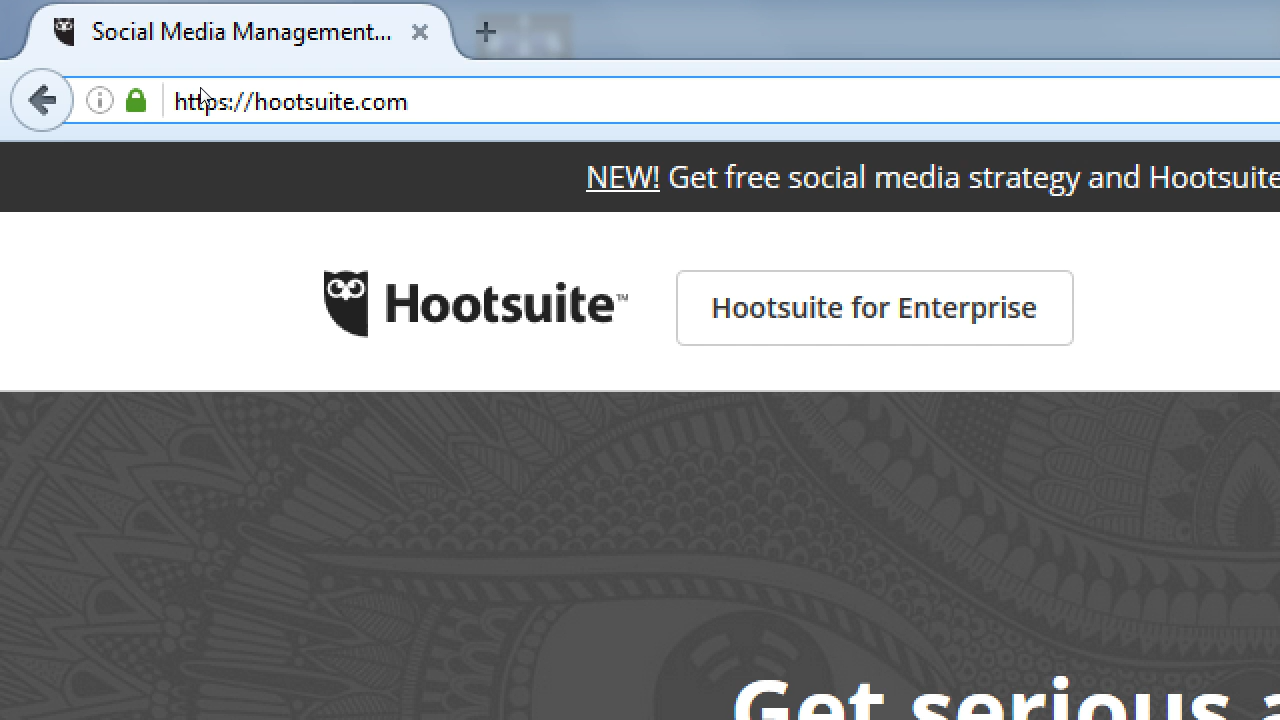 Social Media Management...
https://hootsuite.com
NEW! Get free social media strategy and Hootsuite
Hootsuite™
Hootsuite for Enterprise
Get serious a